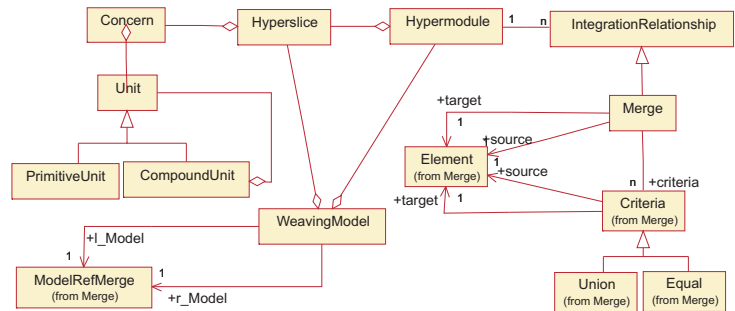 Concern
Hyperslice
Hypermodule
1
n
IntegrationRelationship
Unit
+target
1
Merge
PrimitiveUnit
CompoundUnit
Element
(from Merge)
+source
1
+source
+target
1
n
+criteria
Criteria
(from Merge)
WeavingModel
+l_Model
1
ModelRefMerge
(from Merge)
1
+r_Model
Union
(from Merge)
Equal
(from Merge)